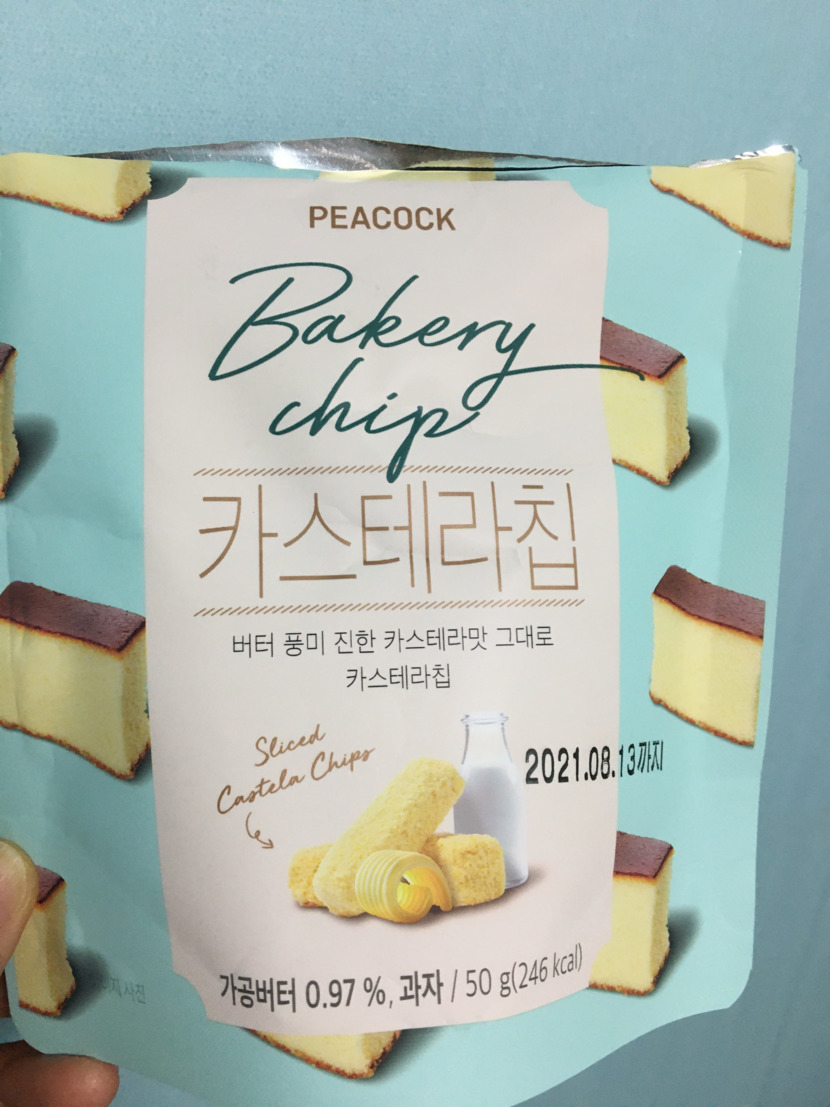 PEACOCK
Bakery
chip
카스테라칩
버터 풍미 진한 카스테라맛 그대로
카스테라칩
Sliced
Castela Chips
2021.08.13까지
가공버터 0.97 %, 과자 / 50 g(246 kcal)
사진